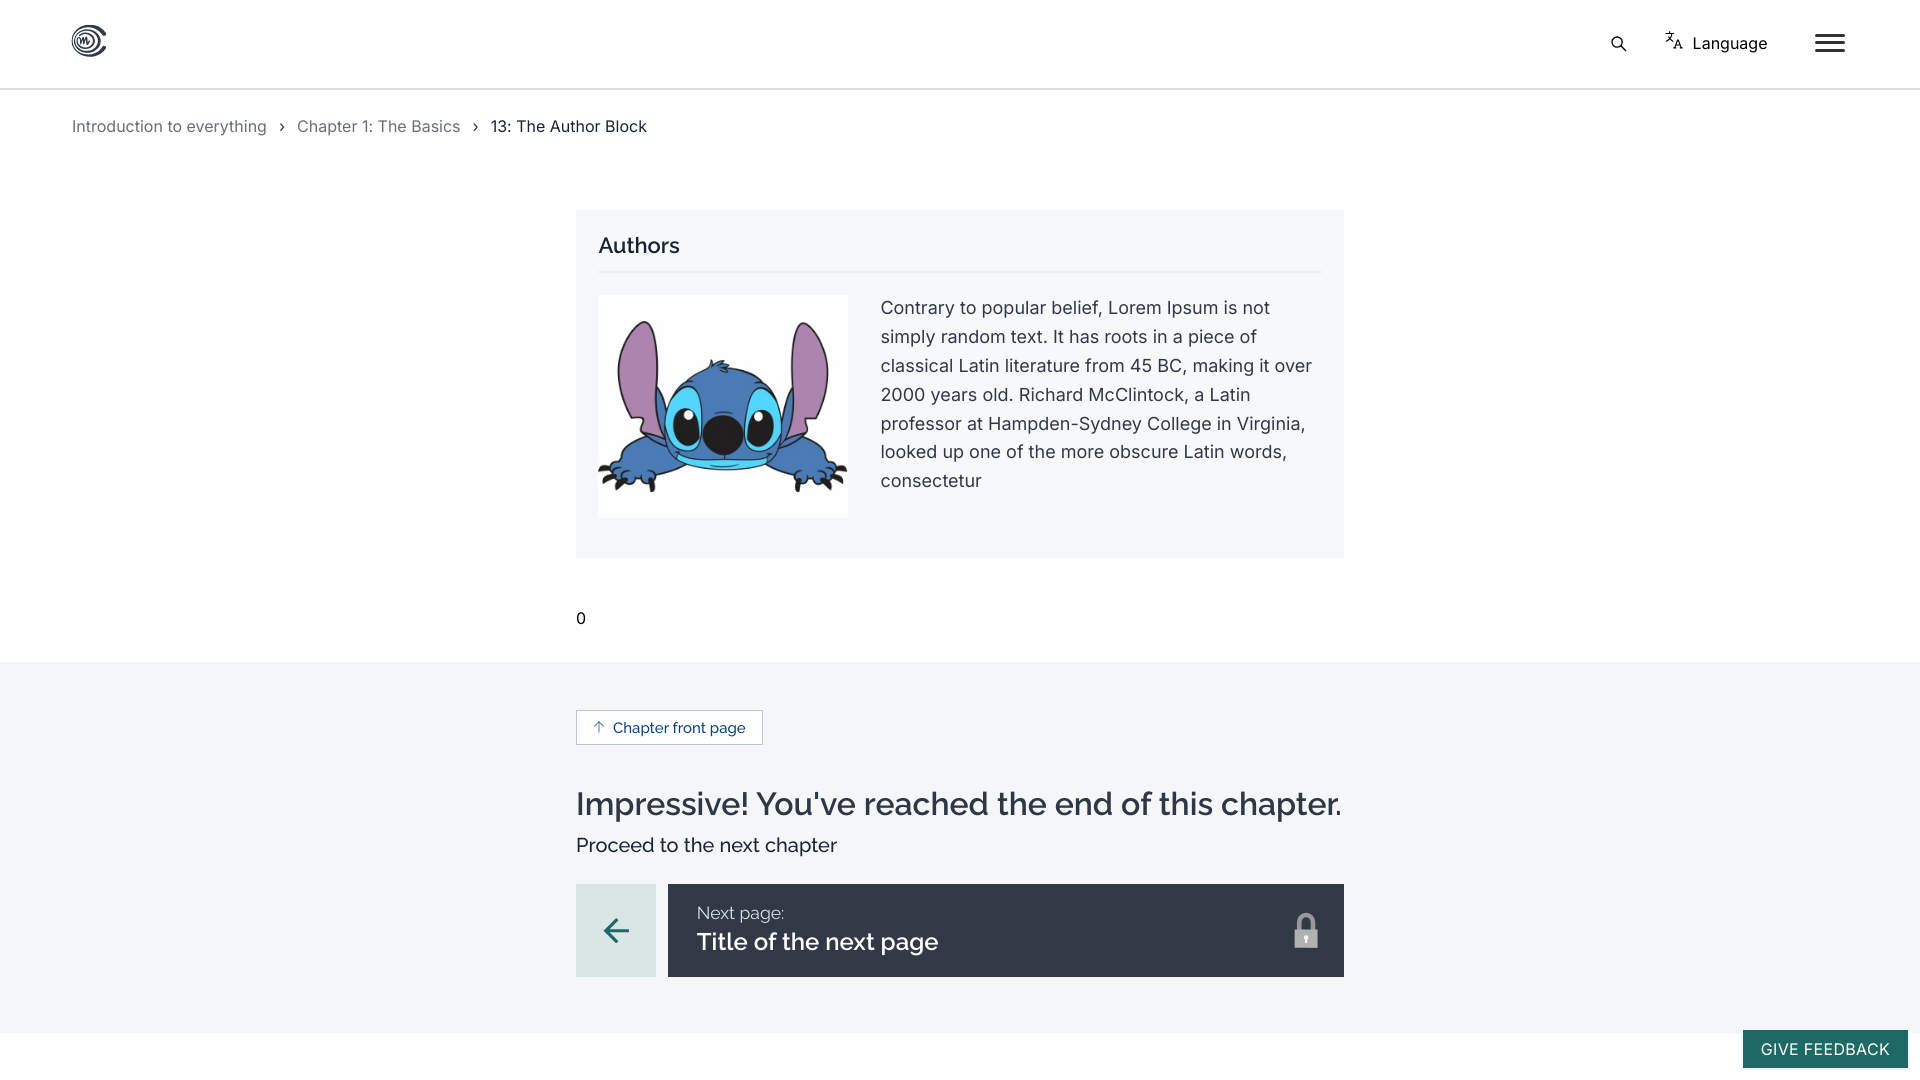 Language
Introduction to everything › Chapter 1: The Basics › 13: The Author Block
Authors
Contrary to popular belief, Lorem Ipsum is not
simply random text. It has roots in a piece of
classical Latin literature from 45 BC, making it over
2000 years old. Richard McClintock, a Latin
professor at Hampden-Sydney College in Virginia,
looked up one of the more obscure Latin words,
consectetur
0
Chapter front page
Impressive! You've reached the end of this chapter.
Proceed to the next chapter
Next page:
Title of the next page
GIVE FEEDBACK